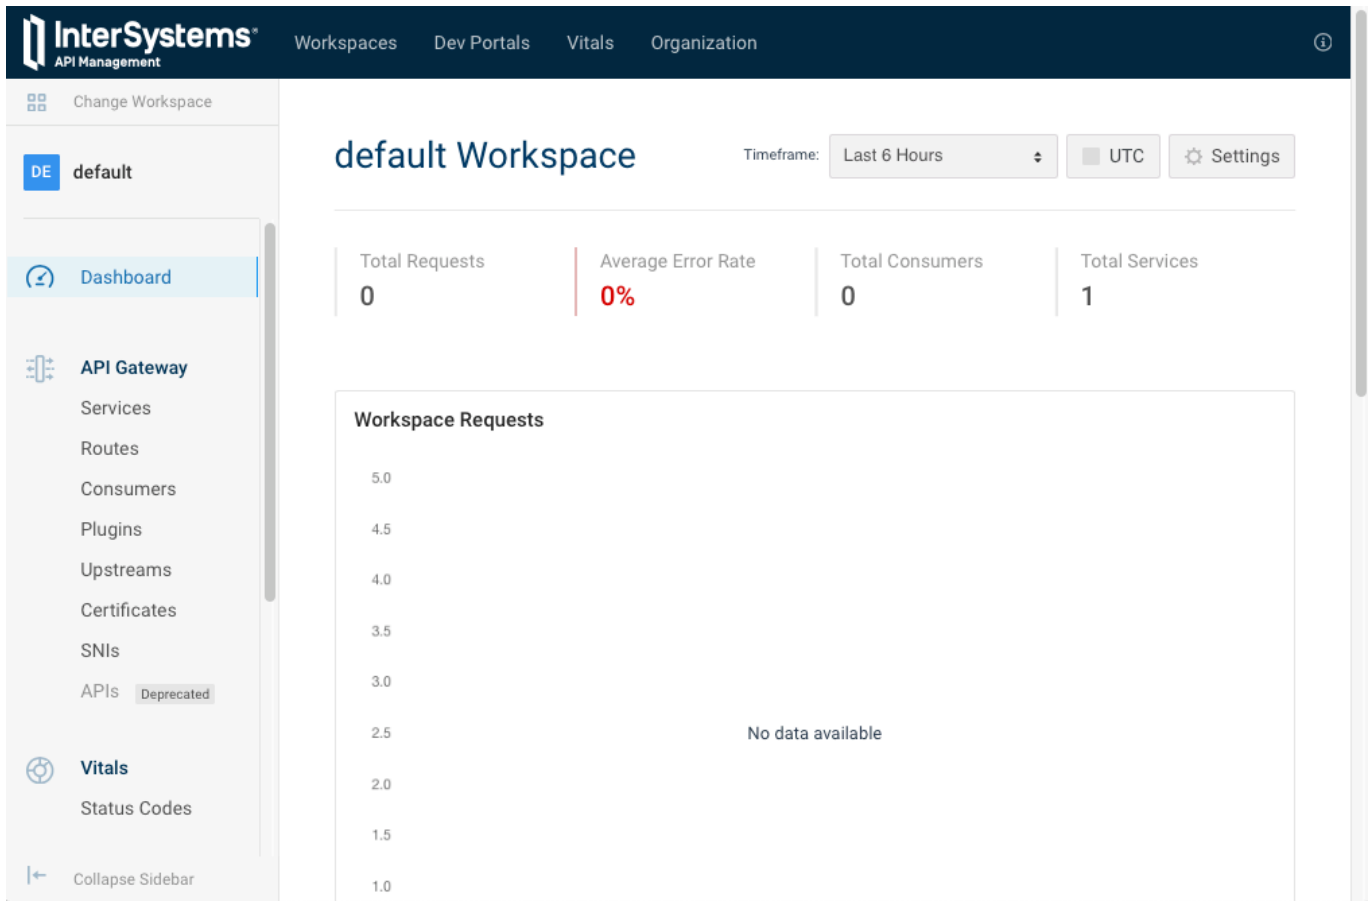 InterSystems®
API Management
Workspaces Dev Portals Vitals Organization
Change Workspace
DE default
Dashboard
API Gateway
Services
Routes
Consumers
Plugins
Upstreams
Certificates
SNIs
APIs Deprecated
Vitals
Status Codes
Collapse Sidebar
default Workspace
Timeframe: Last 6 Hours UTC Settings
Total Requests
0
Average Error Rate
0%
Total Consumers
0
Total Services
1
Workspace Requests
5.0
4.5
4.0
3.5
3.0
2.5
No data available
2.0
1.5
1.0